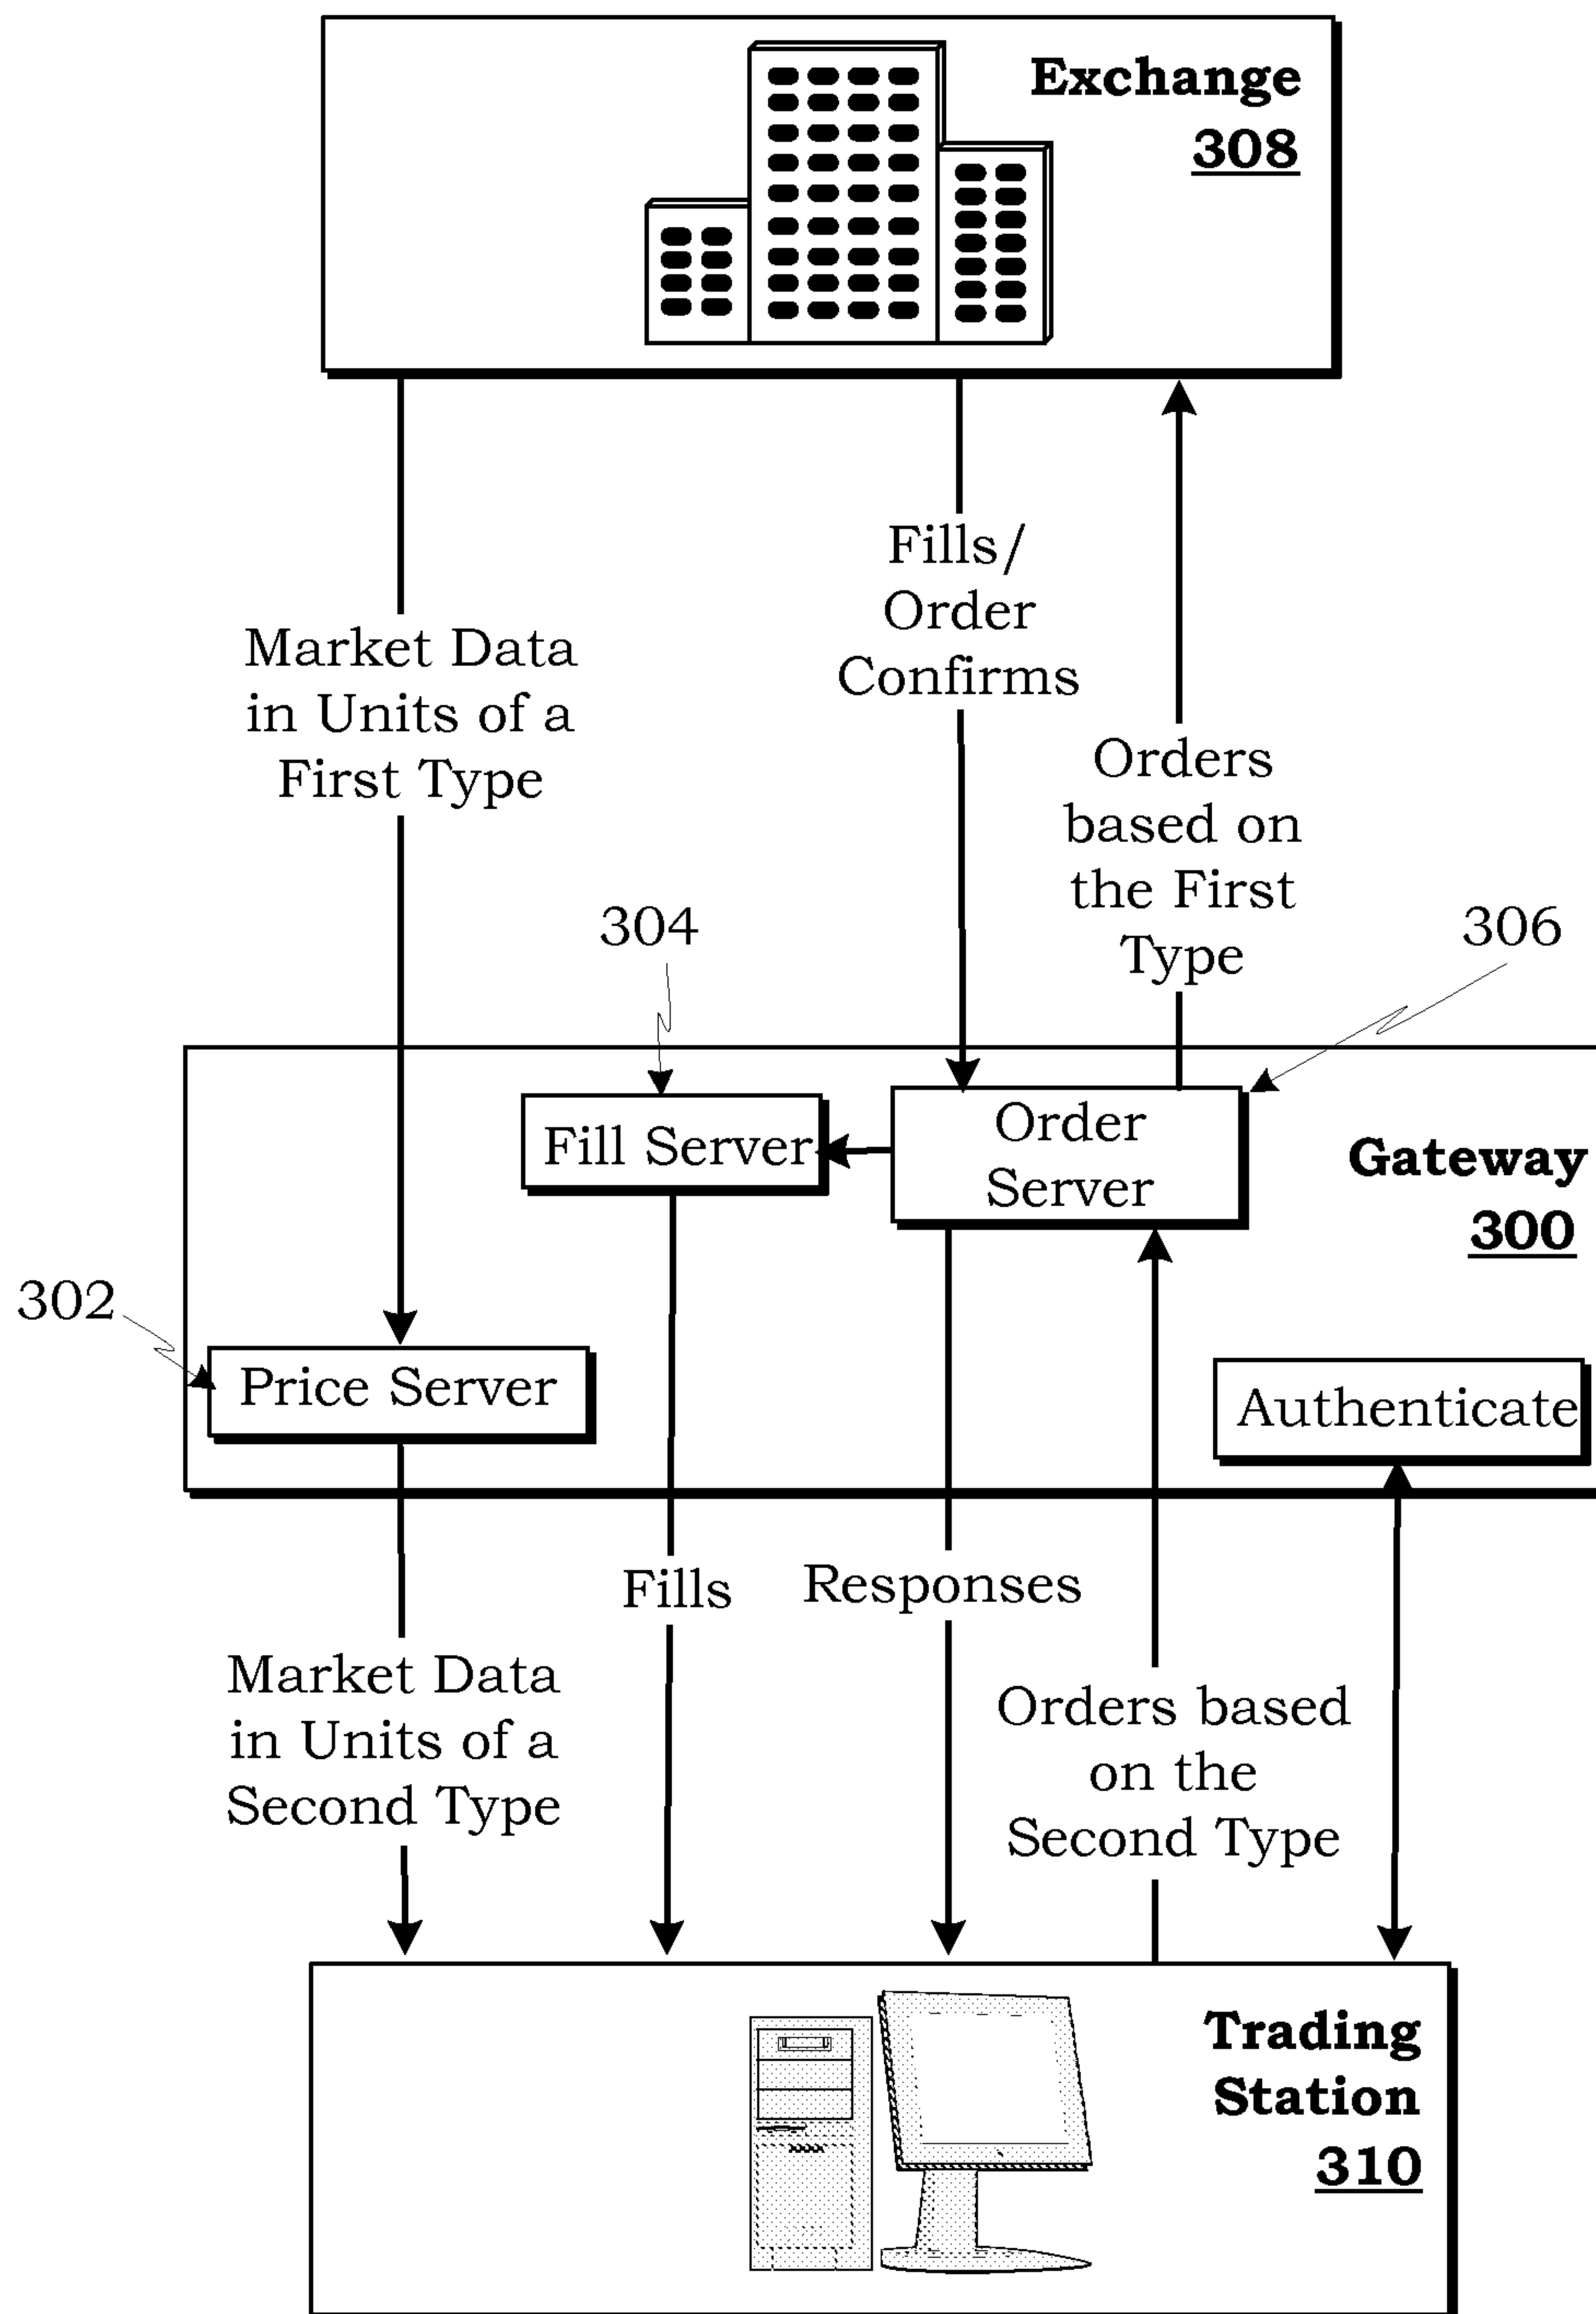 Exchange
308
Market Data
in Units of a
First Type
Fills/
Order
Confirms
Orders
based on
the First
Type
304
306
Fill Server
Order
Server
Gateway
300
302
Price Server
Authenticate
Market Data
in Units of a
Second Type
Fills
Responses
Orders based
on the
Second Type
Trading
Station
310